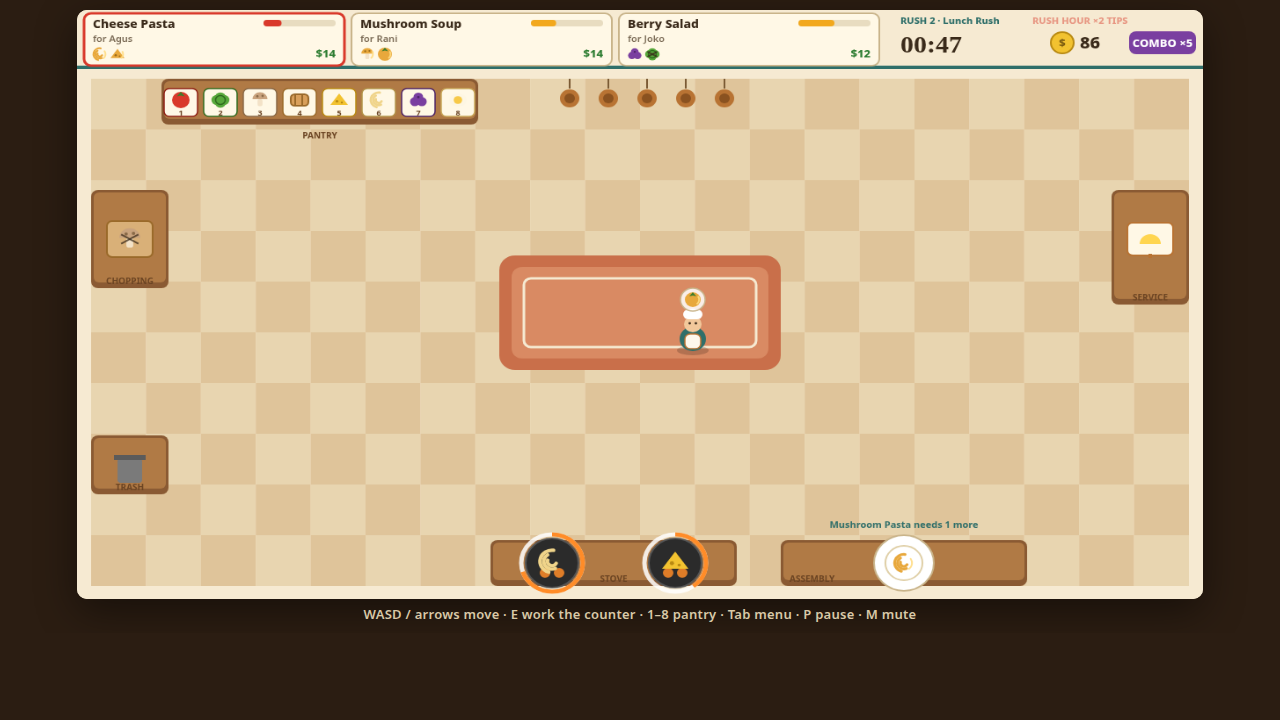 Cheese Pasta
for Agus
$14
Mushroom Soup
for Rani
$14
Berry Salad
for Joko
$12
RUSH 2 · Lunch Rush
00:47
RUSH HOUR ×2 TIPS
$ 86
COMBO ×5
1 2 3 4 5 6 7 8
PANTRY
CHOPPING
SERVICE
TRASH
Mushroom Pasta needs 1 more
STOVE
ASSEMBLY
WASD / arrows move · E work the counter · 1–8 pantry · Tab menu · P pause · M mute